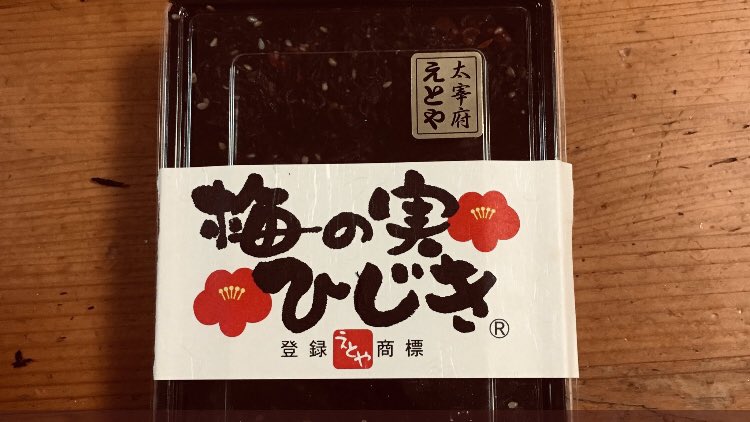 太宰府
えとや
梅の実
ひじき®
登録 えとや 商標